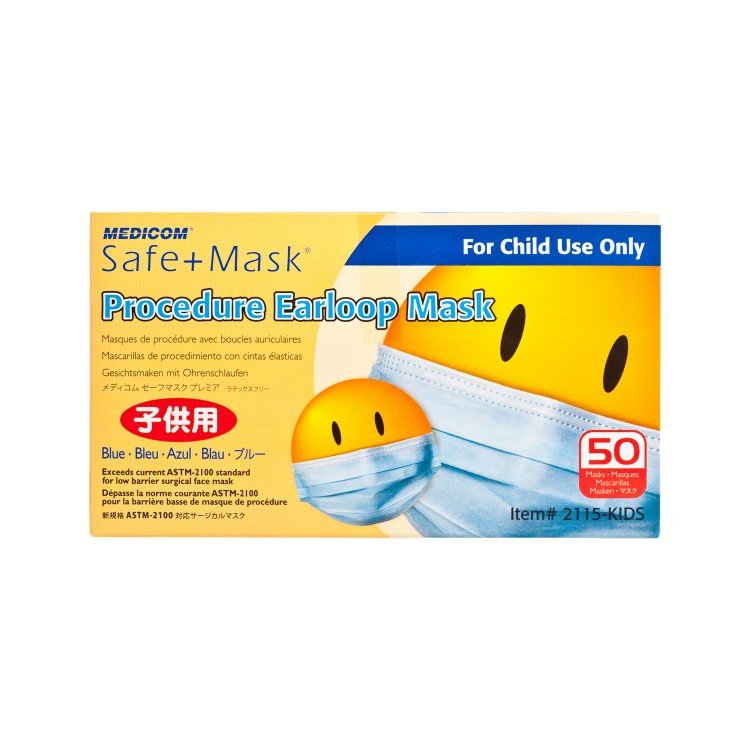 MEDICOM®
Safe+Mask®
For Child Use Only
Procedure Earloop Mask
Masques de procédure avec boucles auriculaires
Mascarillas de procedimiento con cintas élasticas
Gesichtsmaken mit Ohrenschlaufen
メディコム セーフマスク プレミア ラテックスフリー
子供用
Blue · Bleu · Azul · Blau · ブルー
Exceeds current ASTM-2100 standard
for low barrier surgical face mask
Dépasse la norme courante ASTM-2100
pour la barrière basse de masque de procédure
新規格 ASTM-2100 対応サージカルマスク
50
Masks · Masques
Mascarillas
Masken · マスク
Item# 2115-KIDS